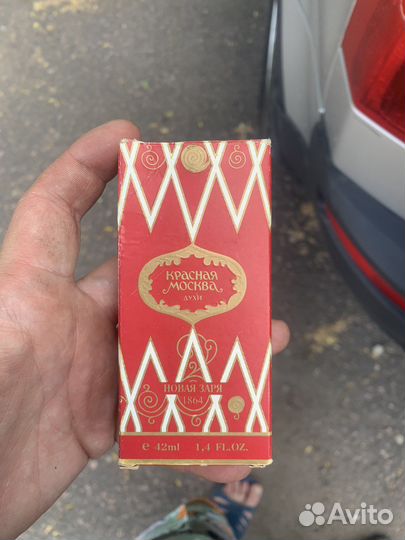 КРАСНАЯ
МОСКВА
ДУХИ
НОВАЯ ЗАРЯ
1864
e 42ml 1,4 FL.OZ.
Avito